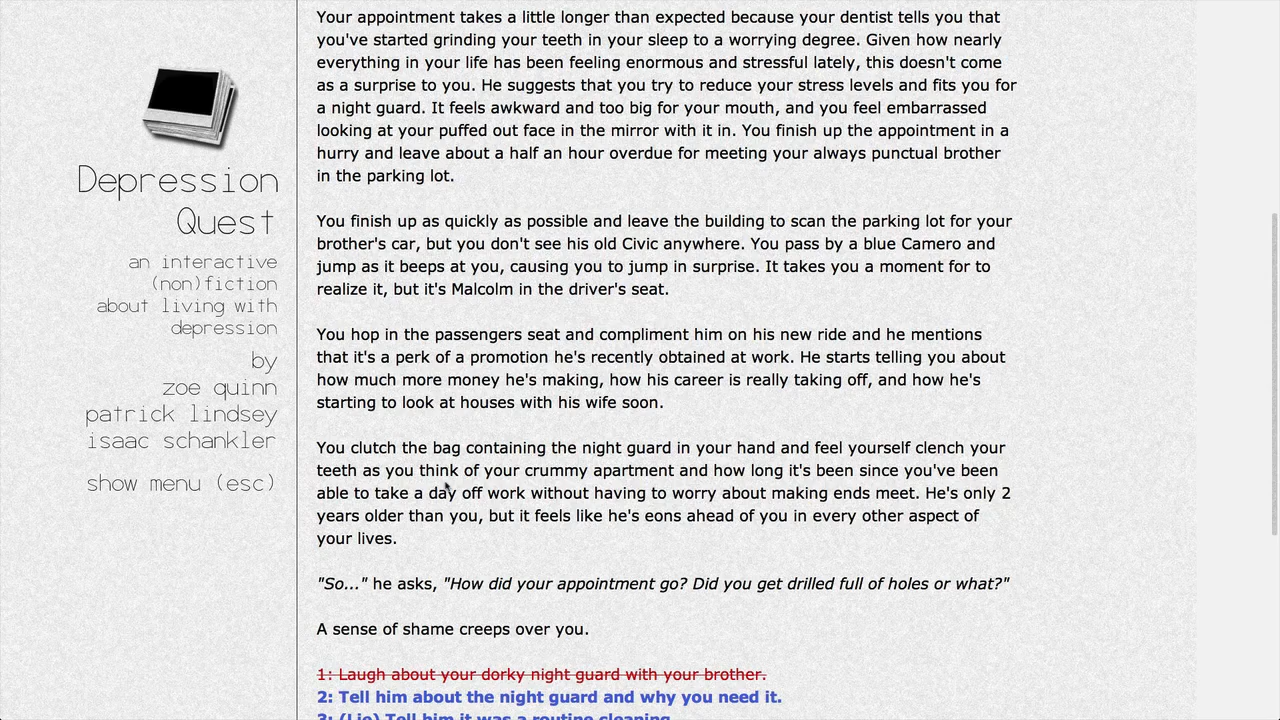 Depression
Quest
an interactive
(non)fiction
about living with
depression
by
zoe quinn
patrick lindsey
isaac schankler
show menu (esc)
Your appointment takes a little longer than expected because your dentist tells you that
you've started grinding your teeth in your sleep to a worrying degree. Given how nearly
everything in your life has been feeling enormous and stressful lately, this doesn't come
as a surprise to you. He suggests that you try to reduce your stress levels and fits you for
a night guard. It feels awkward and too big for your mouth, and you feel embarrassed
looking at your puffed out face in the mirror with it in. You finish up the appointment in a
hurry and leave about a half an hour overdue for meeting your always punctual brother
in the parking lot.
You finish up as quickly as possible and leave the building to scan the parking lot for your
brother's car, but you don't see his old Civic anywhere. You pass by a blue Camero and
jump as it beeps at you, causing you to jump in surprise. It takes you a moment for to
realize it, but it's Malcolm in the driver's seat.
You hop in the passengers seat and compliment him on his new ride and he mentions
that it's a perk of a promotion he's recently obtained at work. He starts telling you about
how much more money he's making, how his career is really taking off, and how he's
starting to look at houses with his wife soon.
You clutch the bag containing the night guard in your hand and feel yourself clench your
teeth as you think of your crummy apartment and how long it's been since you've been
able to take a day off work without having to worry about making ends meet. He's only 2
years older than you, but it feels like he's eons ahead of you in every other aspect of
your lives.
"So..." he asks, "How did your appointment go? Did you get drilled full of holes or what?"
A sense of shame creeps over you.
1: Laugh about your dorky night guard with your brother.
2: Tell him about the night guard and why you need it.
3: (Lie) Tell him it was a routine cleaning.